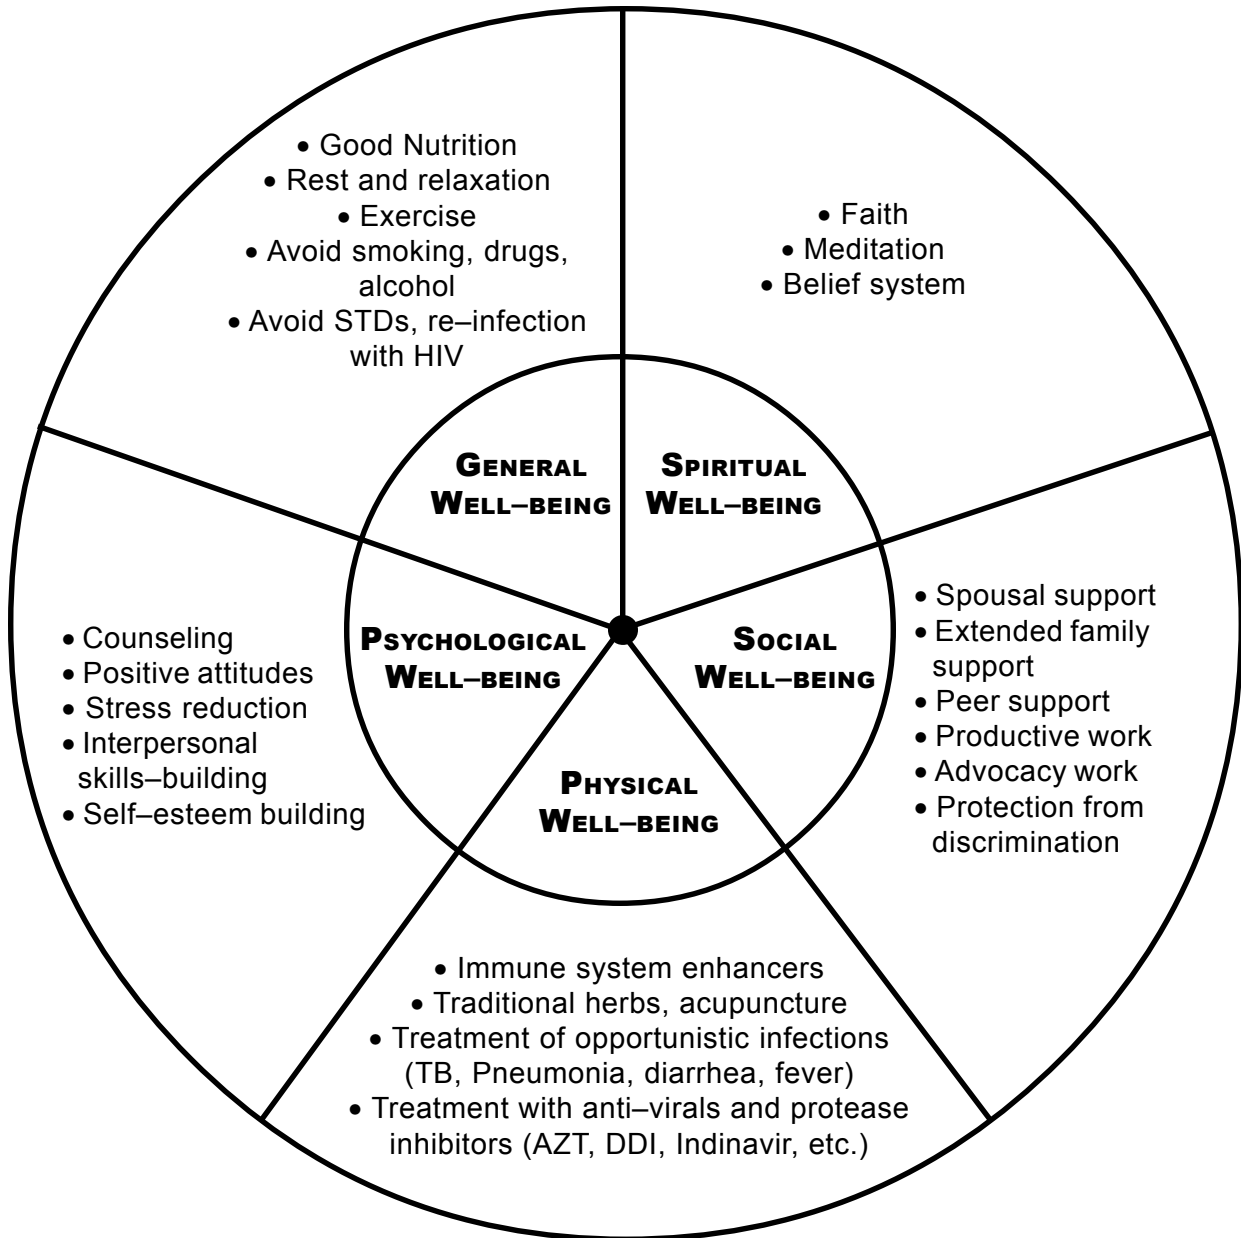 • Good Nutrition
• Rest and relaxation
• Exercise
• Avoid smoking, drugs,
alcohol
• Avoid STDs, re–infection
with HIV
• Faith
• Meditation
• Belief system
GENERAL
WELL–BEING
SPIRITUAL
WELL–BEING
• Counseling
• Positive attitudes
• Stress reduction
• Interpersonal
skills–building
• Self–esteem building
PSYCHOLOGICAL
WELL–BEING
SOCIAL
WELL–BEING
• Spousal support
• Extended family
support
• Peer support
• Productive work
• Advocacy work
• Protection from
discrimination
PHYSICAL
WELL–BEING
• Immune system enhancers
• Traditional herbs, acupuncture
• Treatment of opportunistic infections
(TB, Pneumonia, diarrhea, fever)
• Treatment with anti–virals and protease
inhibitors (AZT, DDI, Indinavir, etc.)